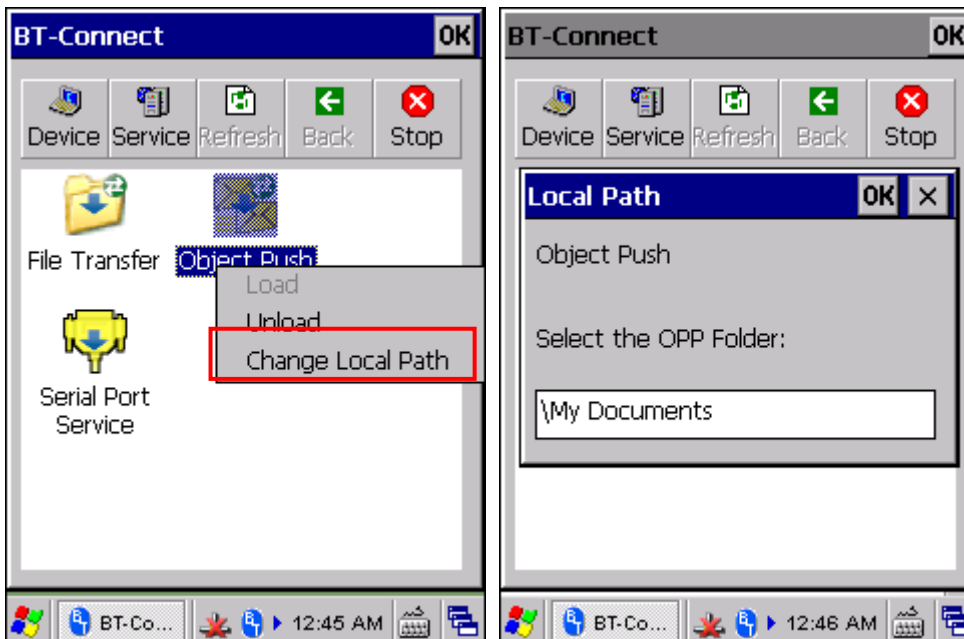 BT-Connect OK
Device Service Refresh Back Stop
File Transfer Object Push
Load
Unload
Change Local Path
Serial Port
Service
BT-Co... 12:45 AM
BT-Connect OK
Device Service Refresh Back Stop
Local Path OK
Object Push
Select the OPP Folder:
\My Documents
BT-Co... 12:46 AM